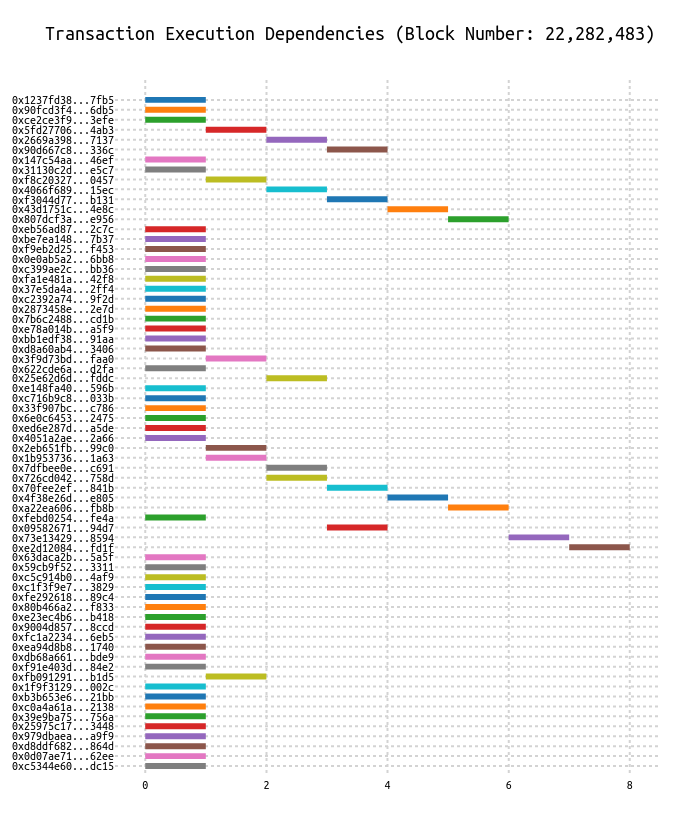 Transaction Execution Dependencies (Block Number: 22,282,483)
0x1237fd38...7fb5
0x90fcd3f4...6db5
0xce2ce3f9...3efe
0x5fd27706...4ab3
0x2669a398...7137
0x90d667c8...336c
0x147c54aa...46ef
0x31130c2d...e5c7
0xf8c20327...0457
0x4066f689...15ec
0xf3044d77...b131
0x43d1751c...4e8c
0x807dcf3a...e956
0xeb56ad87...2c7c
0xbe7ea148...7b37
0xf9eb2d25...f453
0x0e0ab5a2...6bb8
0xc399ae2c...bb36
0xfa1e481a...42f8
0x37e5da4a...2ff4
0xc2392a74...9f2d
0x2873458e...2e7d
0x7b6c2488...cd1b
0xe78a014b...a5f9
0xbb1edf38...91aa
0xd8a60ab4...3406
0x3f9d73bd...faa0
0x622cde6a...d2fa
0x25e62d6d...fddc
0xe148fa40...596b
0xc716b9c8...033b
0x33f907bc...c786
0x6e0c6453...2475
0xed6e287d...a5de
0x4051a2ae...2a66
0x2eb651fb...99c0
0x1b953736...1a63
0x7dfbee0e...c691
0x726cd042...758d
0x70fee2ef...841b
0x4f38e26d...e805
0xa22ea606...fb8b
0xfebd0254...fe4a
0x09582671...94d7
0x73e13429...8594
0xe2d12084...fd1f
0x63daca2b...5a5f
0x59cb9f52...3311
0xc5c914b0...4af9
0xc1f3f9e7...3829
0xfe292618...89c4
0x80b466a2...f833
0xe23ec4b6...b418
0x9004d857...8ccd
0xfc1a2234...6eb5
0xea94d8b8...1740
0xdb68a661...bde9
0xf91e403d...84e2
0xfb091291...b1d5
0x1f9f3129...002c
0xb3b653e6...21bb
0xc0a4a61a...2138
0x39e9ba75...756a
0x25975c17...3448
0x979dbaea...a9f9
0xd8ddf682...864d
0x0d07ae71...62ee
0xc5344e60...dc15
0 2 4 6 8